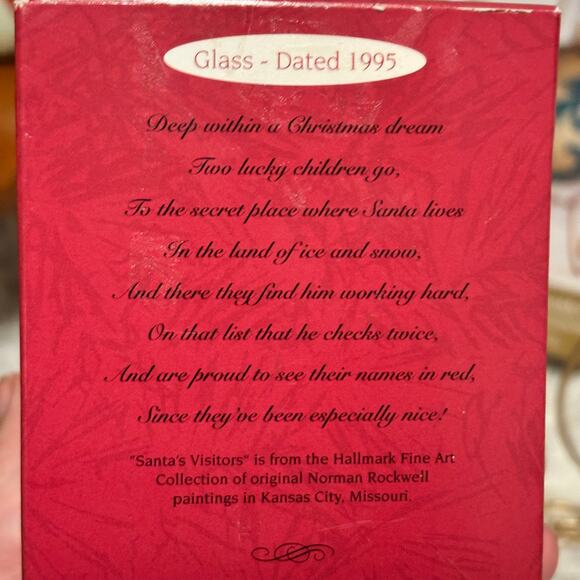 Glass - Dated 1995
Deep within a Christmas dream
Two lucky children go,
To the secret place where Santa lives
In the land of ice and snow,
And there they find him working hard,
On that list that he checks twice,
And are proud to see their names in red,
Since they've been especially nice!
"Santa's Visitors" is from the Hallmark Fine Art
Collection of original Norman Rockwell
paintings in Kansas City, Missouri.